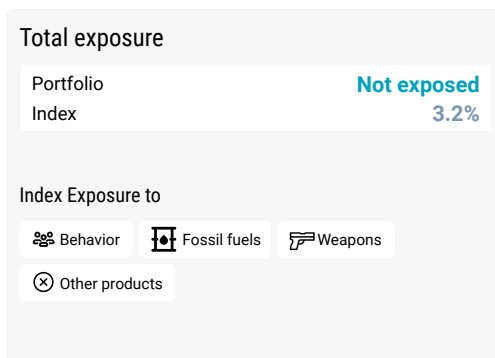 Total exposure
Portfolio Not exposed
Index 3.2%
Index Exposure to
Behavior Fossil fuels Weapons
Other products